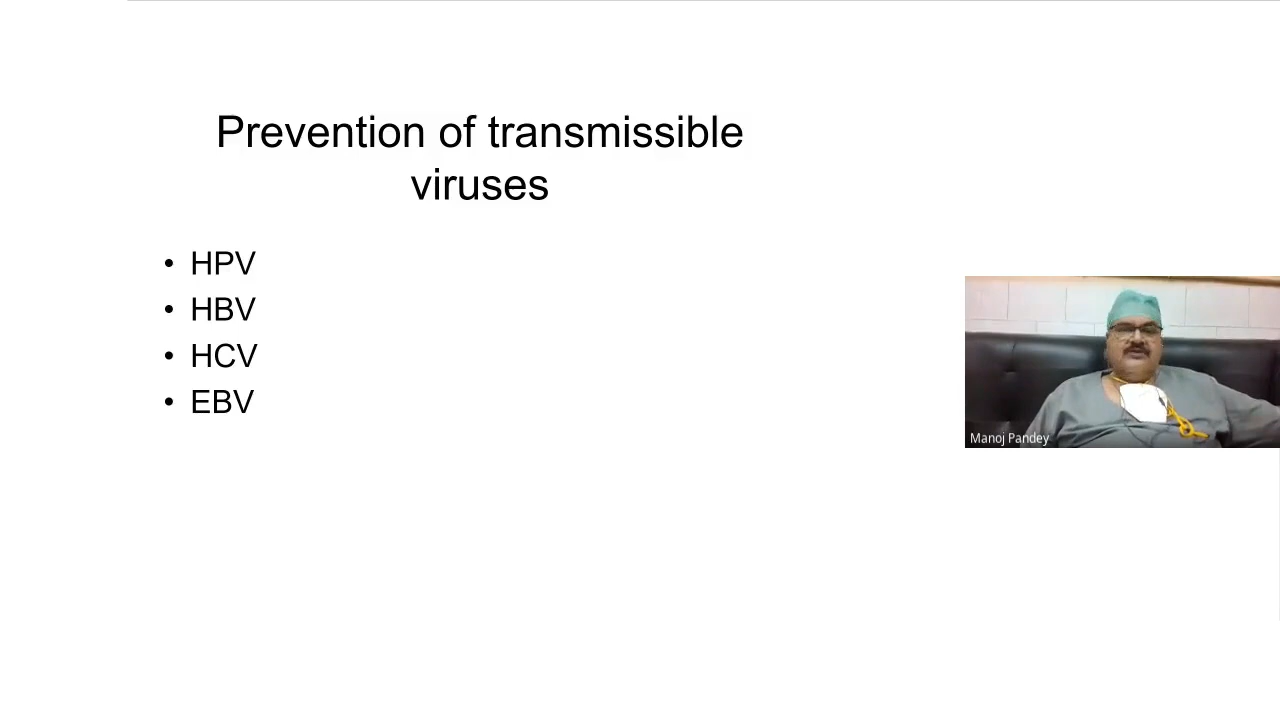 Prevention of transmissible
viruses
• HPV
• HBV
• HCV
• EBV
Manoj Pandey